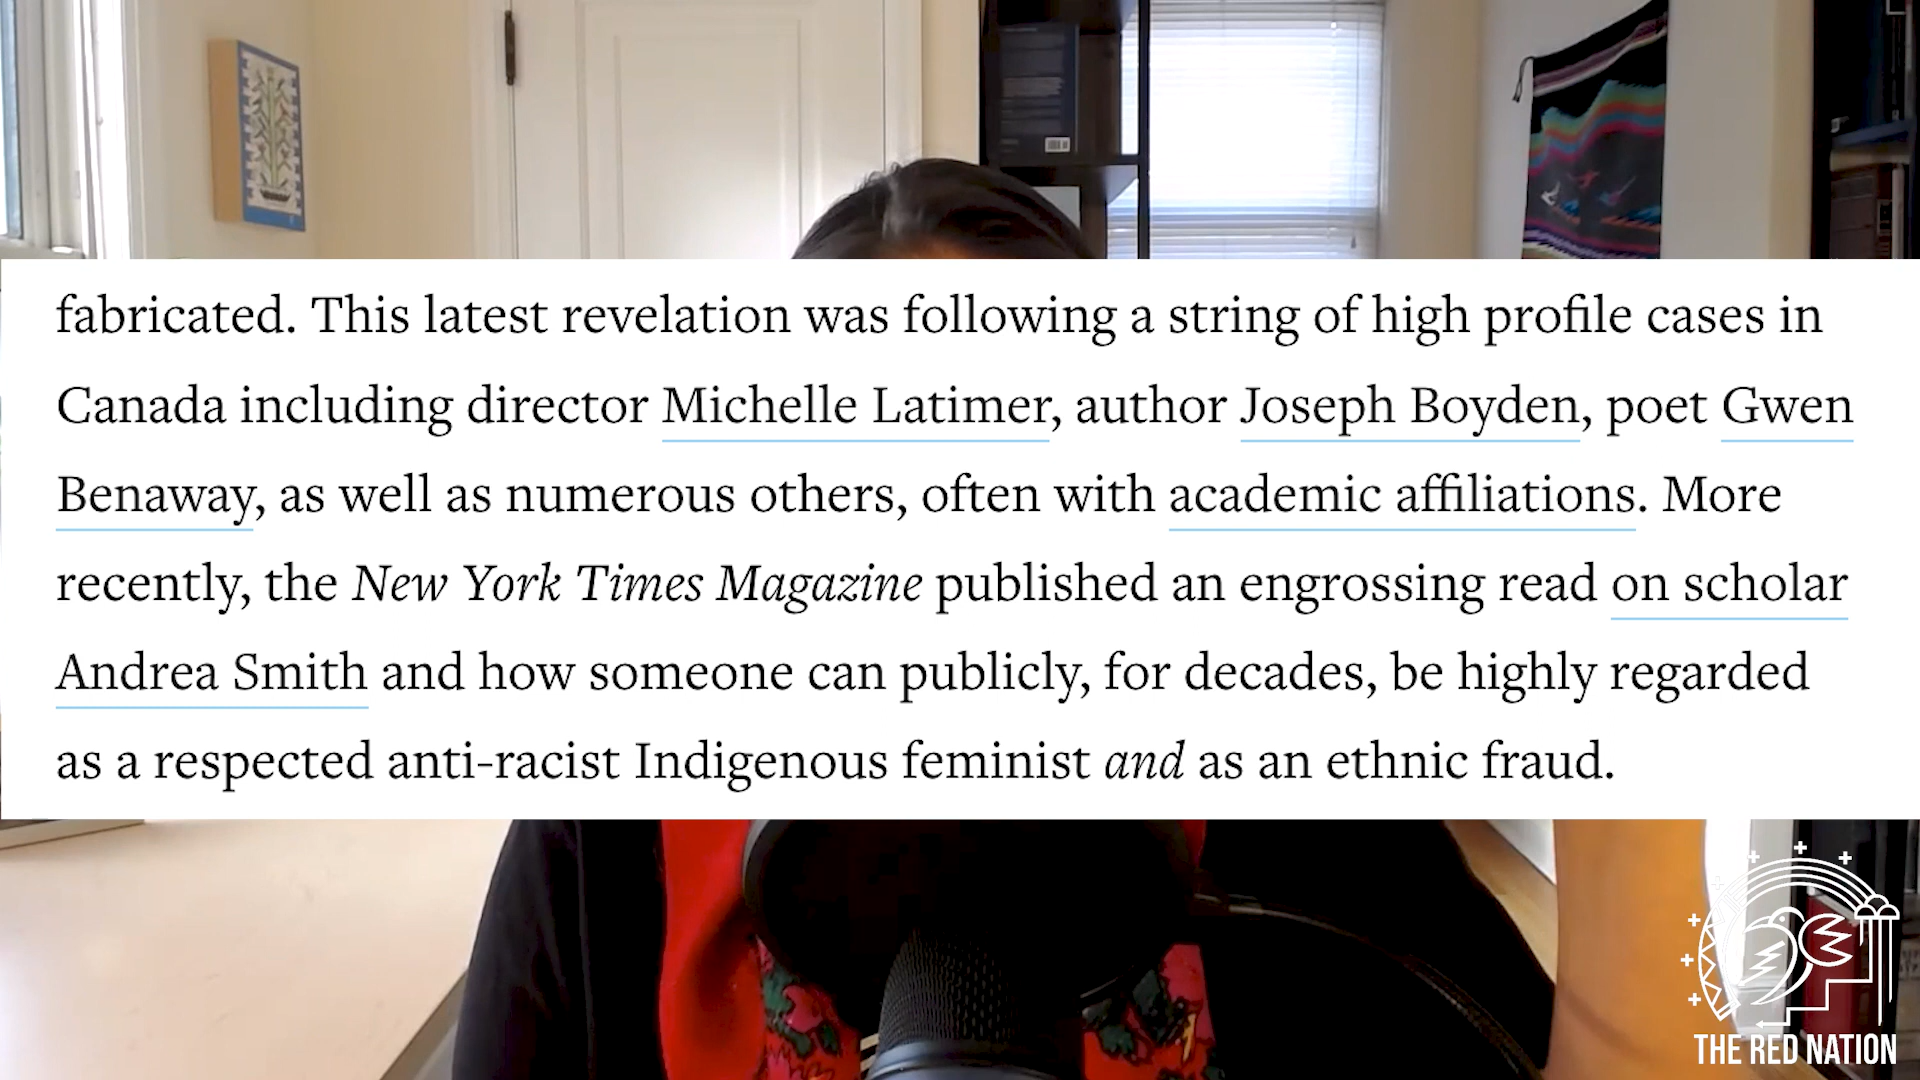 fabricated. This latest revelation was following a string of high profile cases in
Canada including director Michelle Latimer, author Joseph Boyden, poet Gwen
Benaway, as well as numerous others, often with academic affiliations. More
recently, the New York Times Magazine published an engrossing read on scholar
Andrea Smith and how someone can publicly, for decades, be highly regarded
as a respected anti-racist Indigenous feminist and as an ethnic fraud.
THE RED NATION